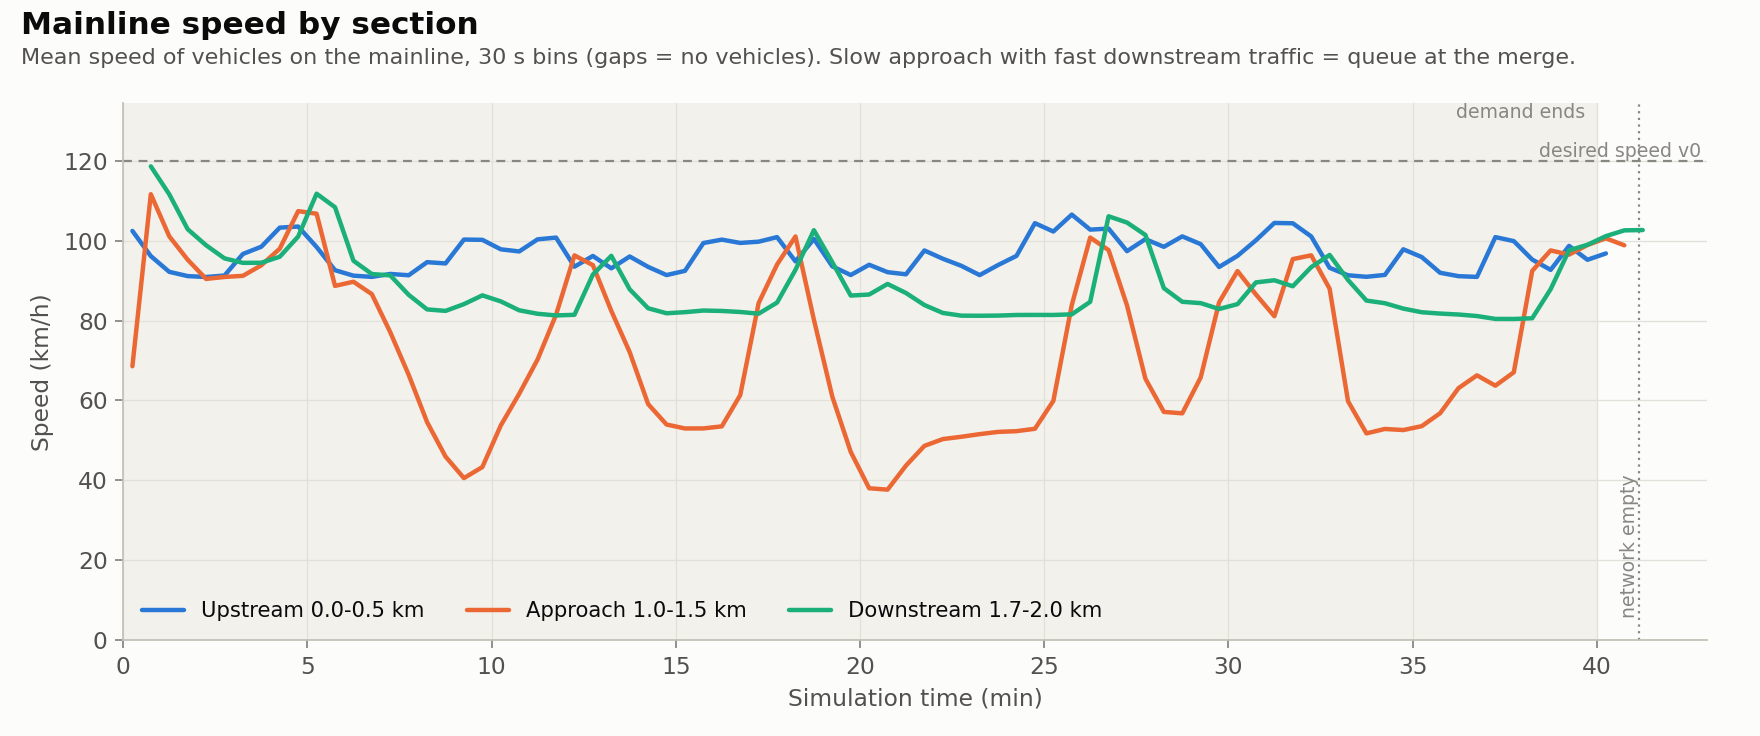 Mainline speed by section
Mean speed of vehicles on the mainline, 30 s bins (gaps = no vehicles). Slow approach with fast downstream traffic = queue at the merge.
demand ends
desired speed v0
network empty
Speed (km/h)
120
100
80
60
40
20
0
Upstream 0.0-0.5 km
Approach 1.0-1.5 km
Downstream 1.7-2.0 km
0 5 10 15 20 25 30 35 40
Simulation time (min)